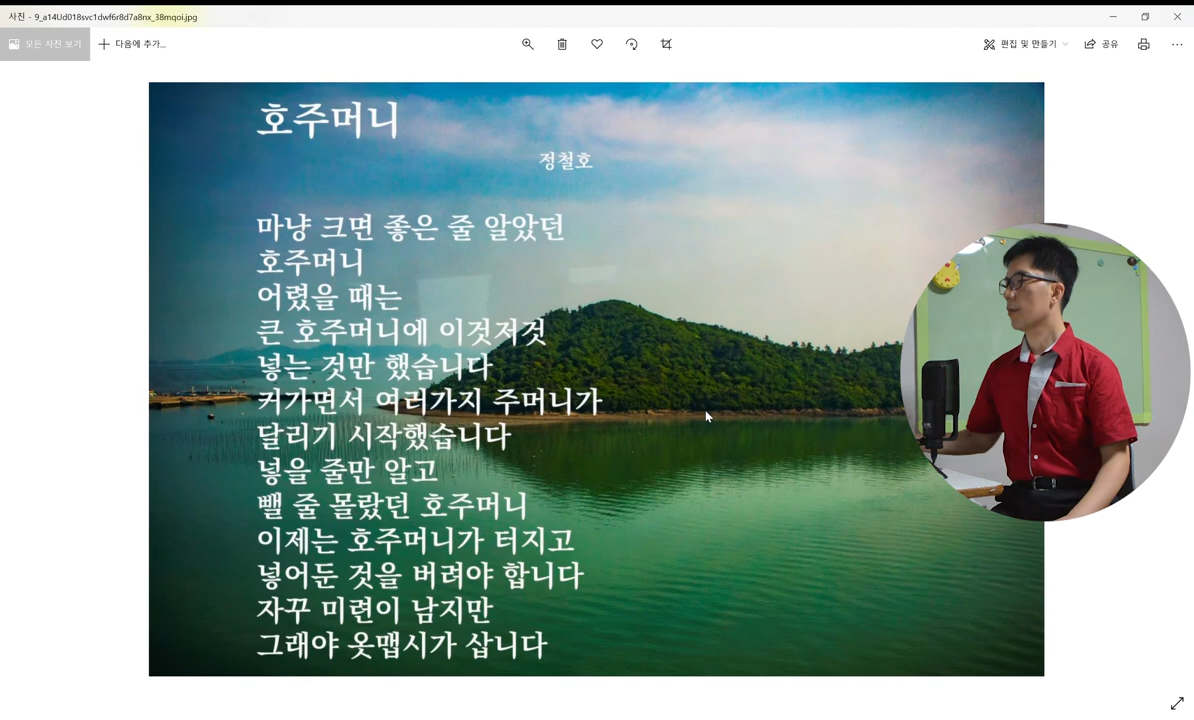 사진 - 9_a14Ud018svc1dwf6r8d7a8nx_38mqoi.jpg
모든 사진 보기
다음에 추가...
편집 및 만들기
공유
호주머니
정철호
마냥 크면 좋은 줄 알았던
호주머니
어렸을 때는
큰 호주머니에 이것저것
넣는 것만 했습니다
커가면서 여러가지 주머니가
달리기 시작했습니다
넣을 줄만 알고
뺄 줄 몰랐던 호주머니
이제는 호주머니가 터지고
넣어둔 것을 버려야 합니다
자꾸 미련이 남지만
그래야 옷맵시가 삽니다